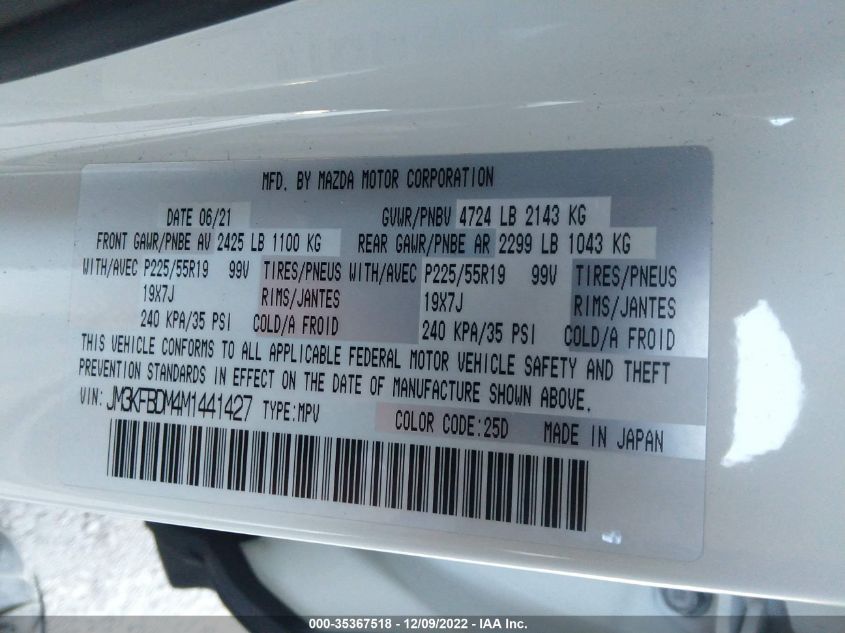 MFD. BY MAZDA MOTOR CORPORATION
DATE 06/21 GVWR/PNBV 4724 LB 2143 KG
FRONT GAWR/PNBE AV 2425 LB 1100 KG REAR GAWR/PNBE AR 2299 LB 1043 KG
WITH/AVEC P225/55R19 99V TIRES/PNEUS WITH/AVEC P225/55R19 99V TIRES/PNEUS
19X7J RIMS/JANTES 19X7J RIMS/JANTES
240 KPA/35 PSI COLD/A FROID 240 KPA/35 PSI COLD/A FROID
THIS VEHICLE CONFORMS TO ALL APPLICABLE FEDERAL MOTOR VEHICLE SAFETY AND THEFT
PREVENTION STANDARDS IN EFFECT ON THE DATE OF MANUFACTURE SHOWN ABOVE.
VIN: JM3KFBDM4M1441427 TYPE:MPV COLOR CODE:25D MADE IN JAPAN
000-35367518 - 12/09/2022 - IAA Inc.